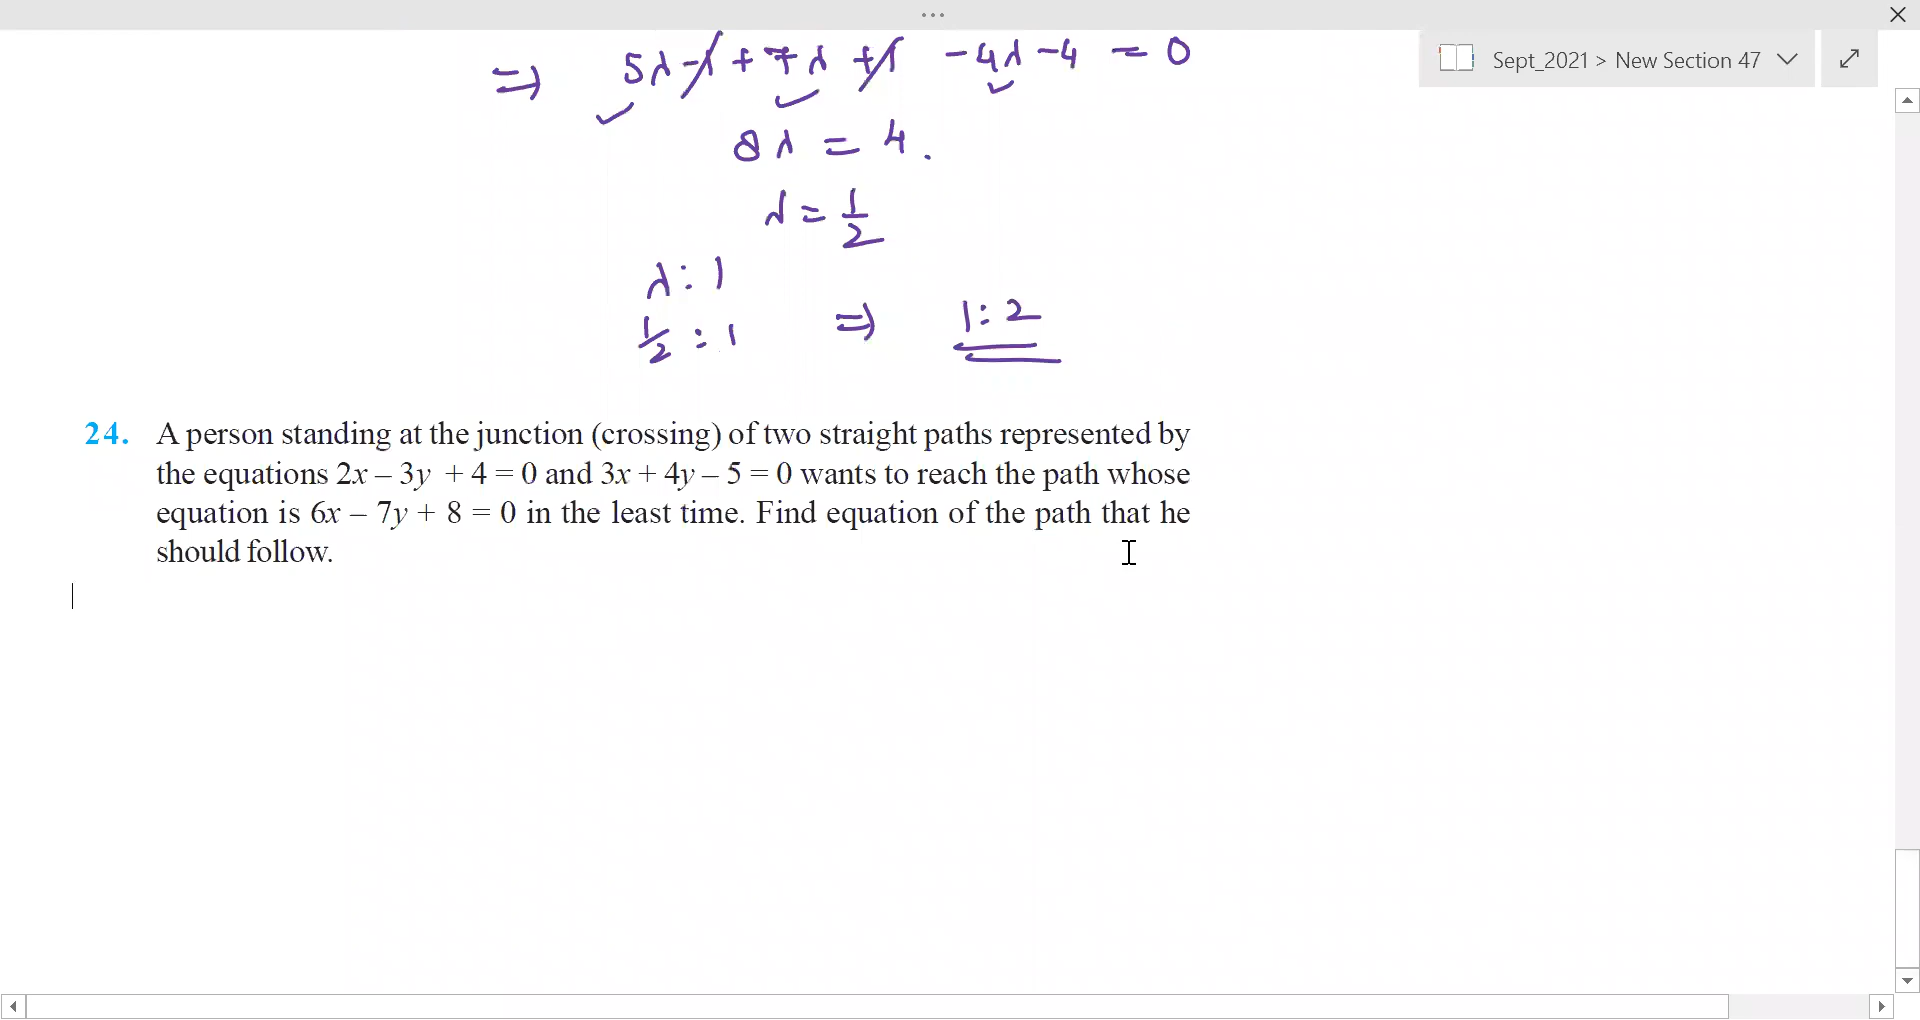 ...
Sept_2021 > New Section 47
⇒ 5λ - 1 + 7λ + 1 - 4λ - 4 = 0
8λ = 4.
λ = 1/2
λ : 1
1/2 : 1 ⇒ 1 : 2
24. A person standing at the junction (crossing) of two straight paths represented by
the equations 2x – 3y + 4 = 0 and 3x + 4y – 5 = 0 wants to reach the path whose
equation is 6x – 7y + 8 = 0 in the least time. Find equation of the path that he
should follow.